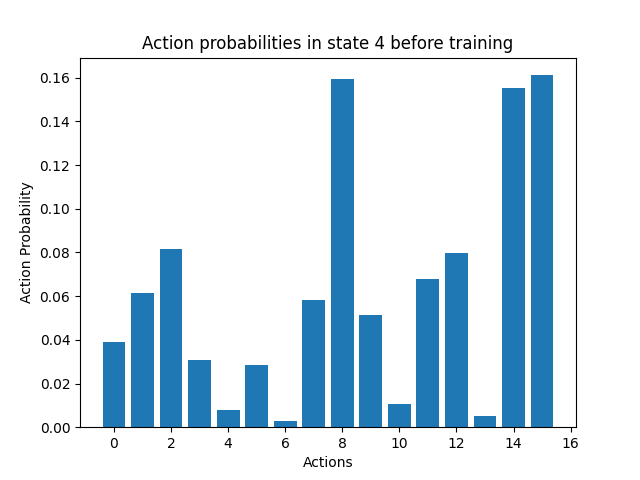 Action probabilities in state 4 before training
0.16
0.14
0.12
0.10
0.08
0.06
0.04
0.02
0.00
Action Probability
0 2 4 6 8 10 12 14 16
Actions